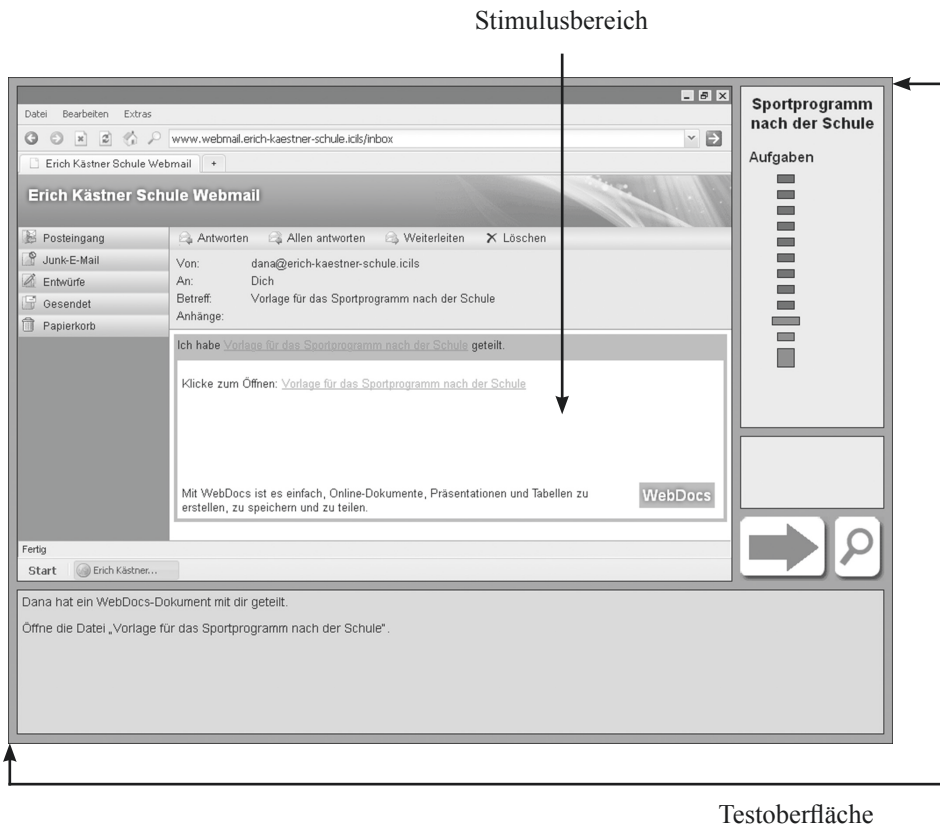 Stimulusbereich
Datei Bearbeiten Extras
www.webmail.erich-kaestner-schule.icils/inbox
Erich Kästner Schule Webmail +
Erich Kästner Schule Webmail
Posteingang
Junk-E-Mail
Entwürfe
Gesendet
Papierkorb
Antworten Allen antworten Weiterleiten Löschen
Von: dana@erich-kaestner-schule.icils
An: Dich
Betreff: Vorlage für das Sportprogramm nach der Schule
Anhänge:
Ich habe Vorlage für das Sportprogramm nach der Schule geteilt.
Klicke zum Öffnen: Vorlage für das Sportprogramm nach der Schule
Mit WebDocs ist es einfach, Online-Dokumente, Präsentationen und Tabellen zu
erstellen, zu speichern und zu teilen.
WebDocs
Fertig
Start Erich Kästner...
Sportprogramm
nach der Schule
Aufgaben
Dana hat ein WebDocs-Dokument mit dir geteilt.
Öffne die Datei „Vorlage für das Sportprogramm nach der Schule".
Testoberfläche